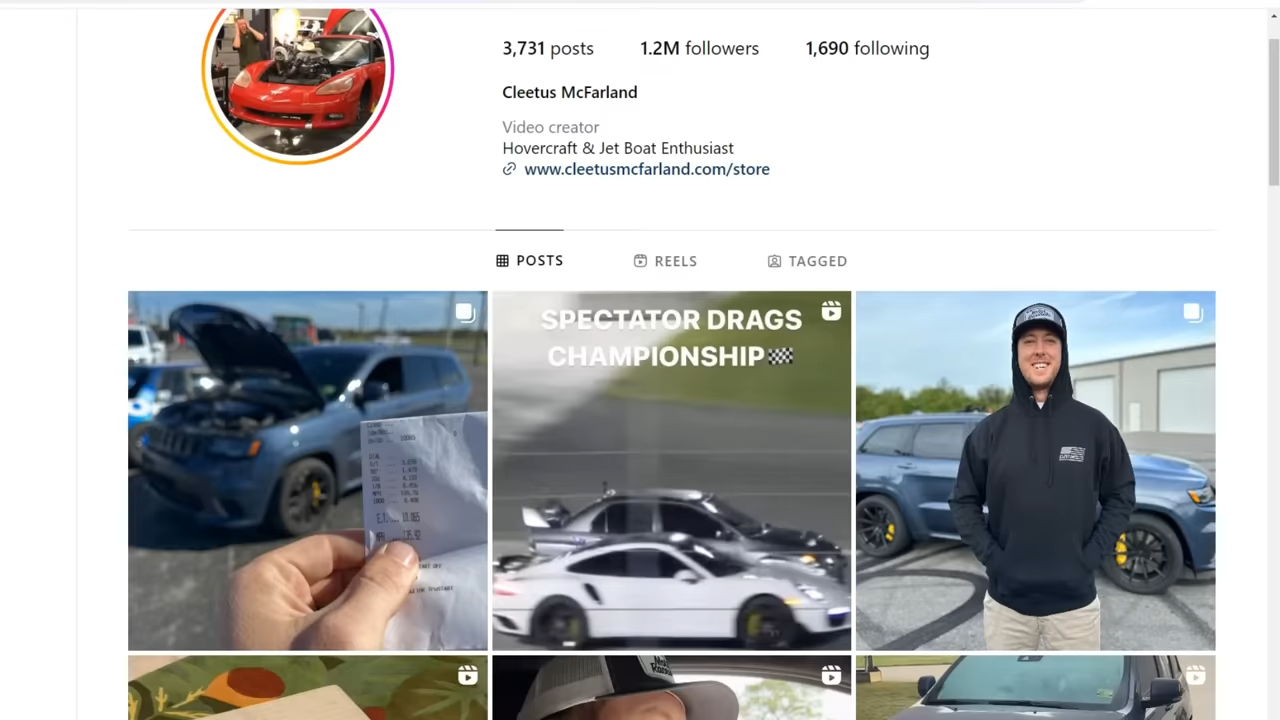 3,731 posts 1.2M followers 1,690 following
Cleetus McFarland
Video creator
Hovercraft & Jet Boat Enthusiast
www.cleetusmcfarland.com/store
POSTS REELS TAGGED
SPECTATOR DRAGS
CHAMPIONSHIP